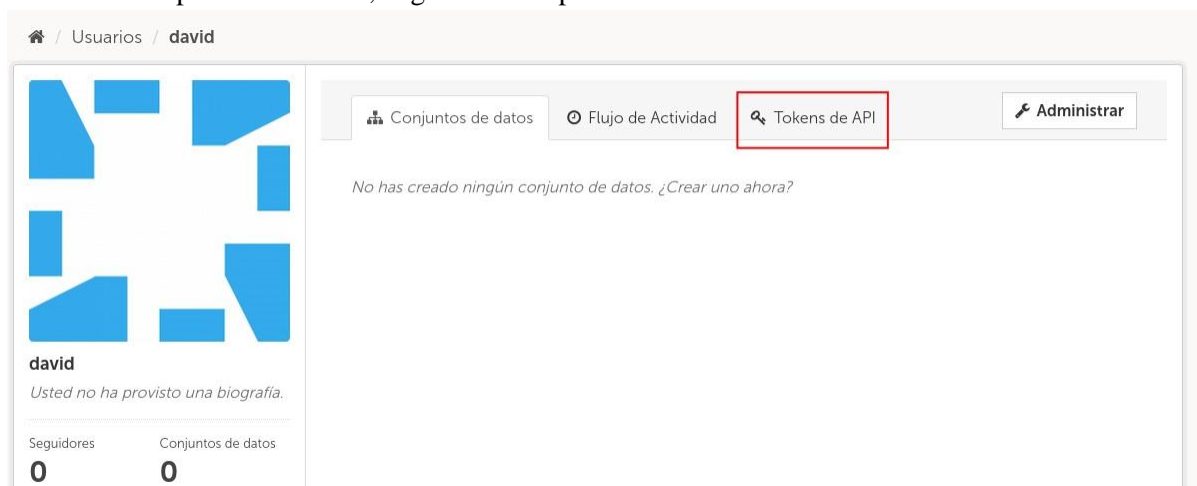 / Usuarios / david
Conjuntos de datos
Flujo de Actividad
Tokens de API
Administrar
No has creado ningún conjunto de datos. ¿Crear uno ahora?
david
Usted no ha provisto una biografía.
Seguidores Conjuntos de datos
0 0